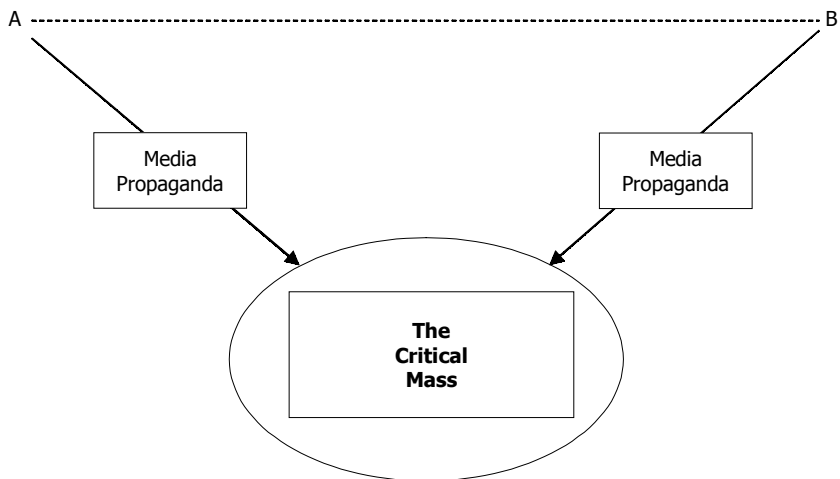 A
B
Media
Propaganda
Media
Propaganda
The
Critical
Mass